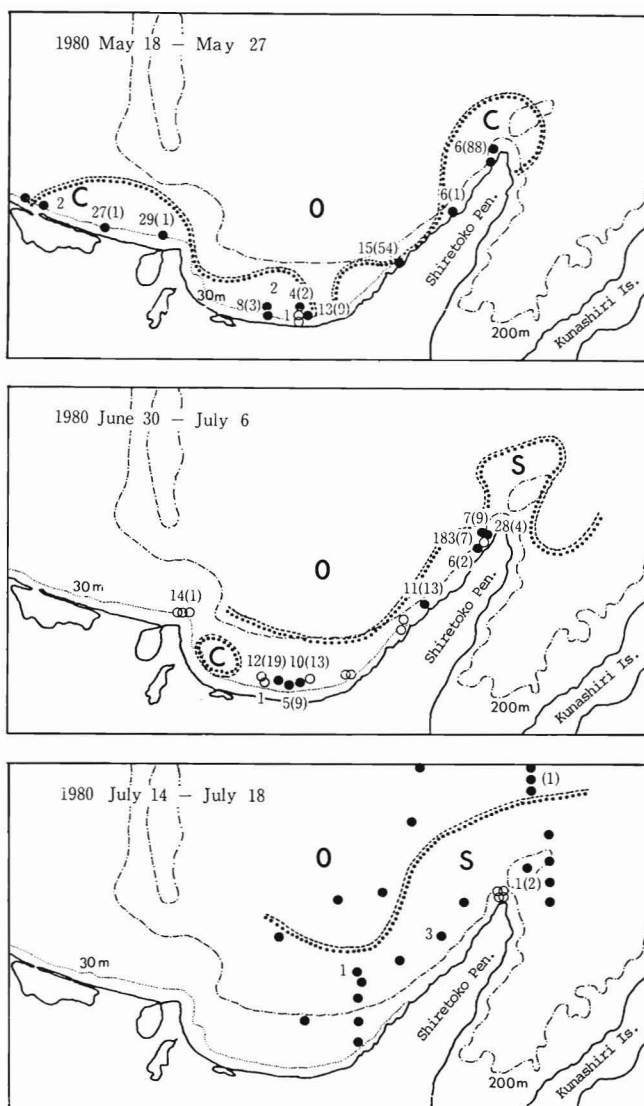 1980 May 18 — May 27
C
6(88)
C
2
27(1)
29(1)
O
6(1)
15(54)
Shiretoko Pen.
30m
2
8(3)
4(2)
1
13(9)
200m
Kunashiri Is.
1980 June 30 — July 6
S
7(9)
28(4)
183(7)
6(2)
O
30m
14(1)
11(13)
C
12(19)
10(13)
1
5(9)
Shiretoko Pen.
200m
Kunashiri Is.
1980 July 14 — July 18
(1)
O
S
1(2)
3
30m
1
Shiretoko Pen.
200m
Kunashiri Is.